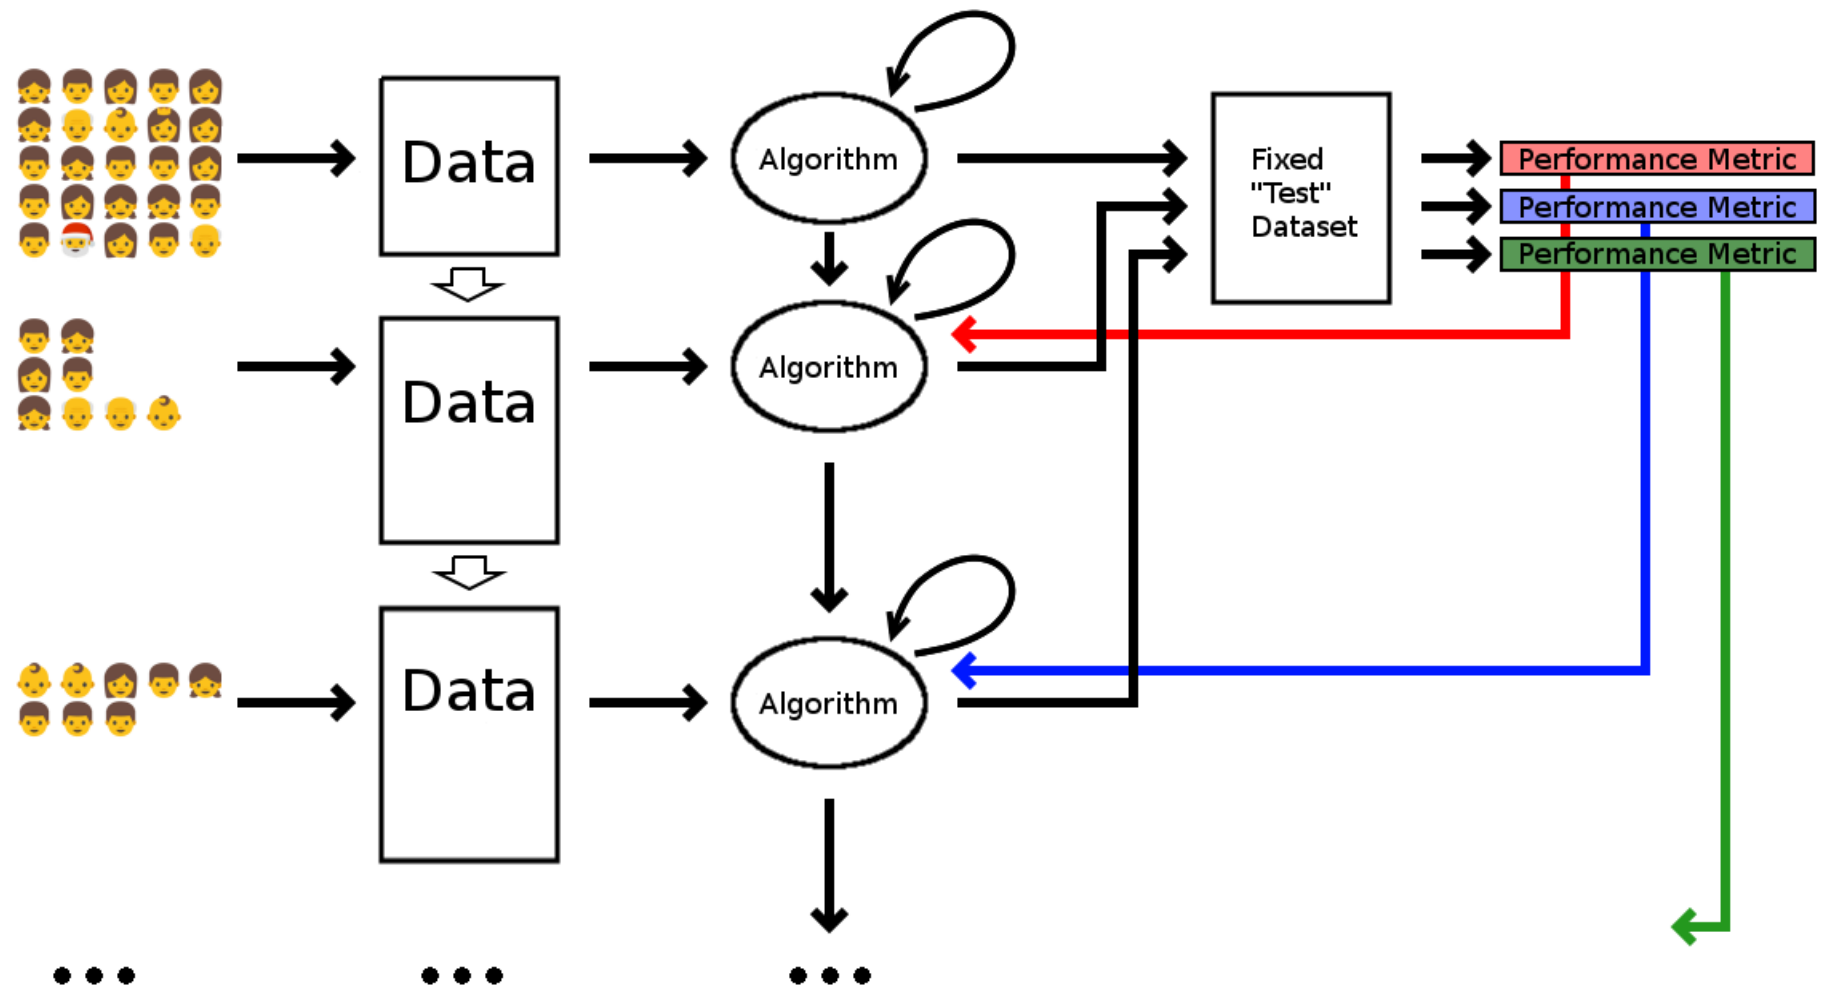 Data
Algorithm
Fixed
"Test"
Dataset
Performance Metric
Performance Metric
Performance Metric
Data
Algorithm
Data
Algorithm